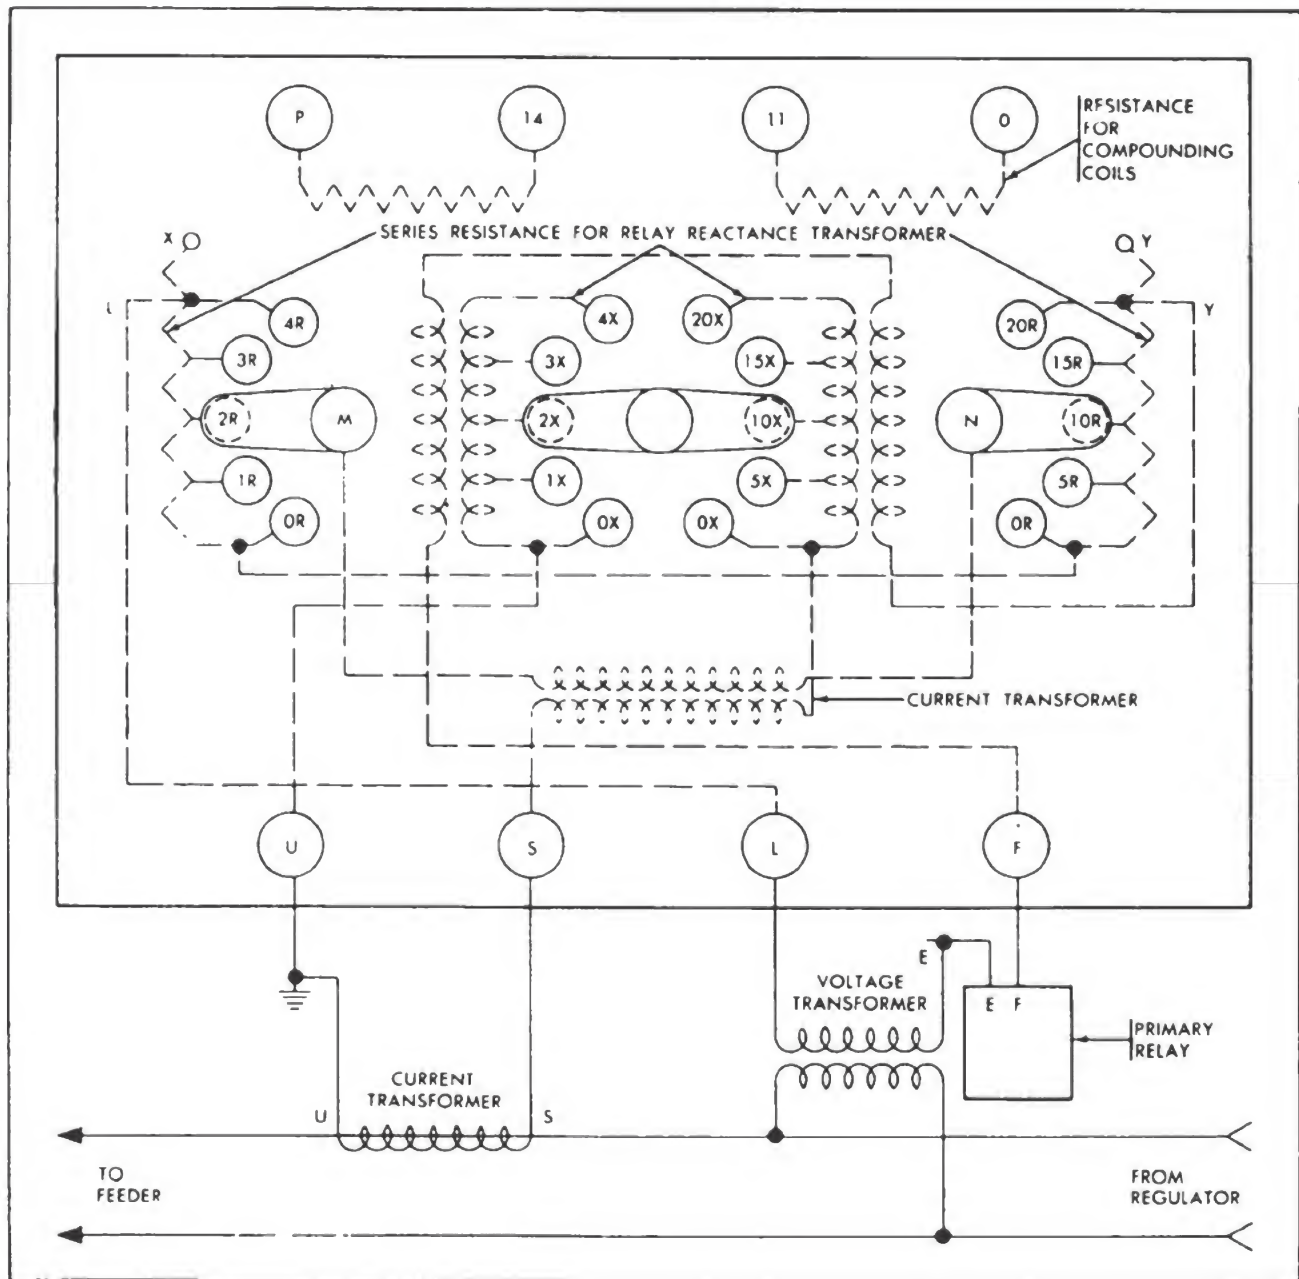 P
14
11
0
RESISTANCE
FOR
COMPOUNDING
COILS
SERIES RESISTANCE FOR RELAY REACTANCE TRANSFORMER
X
Y
L
4R
4X
20X
20R
Y
3R
3X
15X
15R
2R
M
2X
10X
N
10R
1R
1X
5X
5R
0R
0X
0X
0R
CURRENT TRANSFORMER
U
S
L
F
E
VOLTAGE
TRANSFORMER
E F
PRIMARY
RELAY
CURRENT
TRANSFORMER
U
S
TO
FEEDER
FROM
REGULATOR